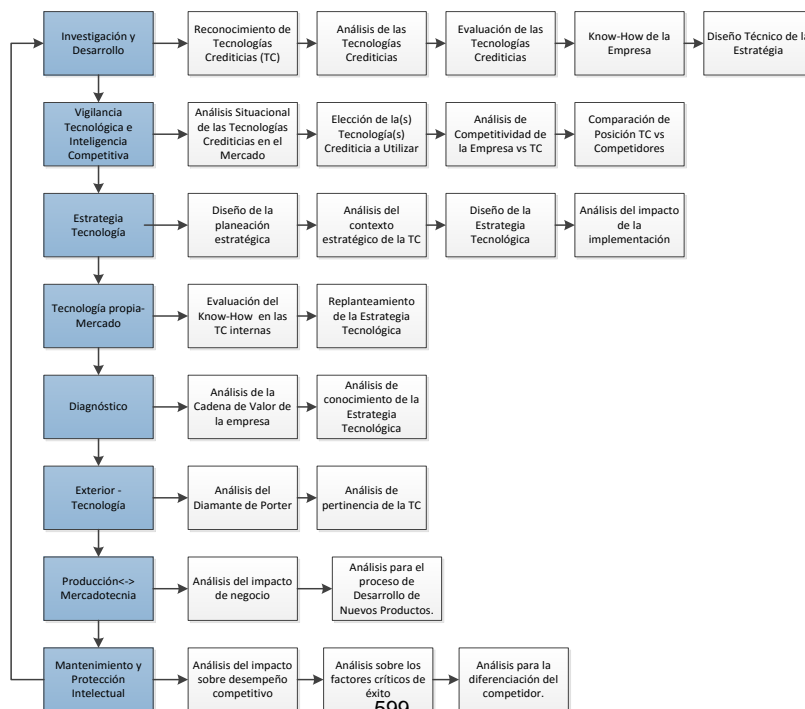 Investigación y
Desarrollo
Reconocimiento de
Tecnologías
Crediticias (TC)
Análisis de las
Tecnologías
Crediticias
Evaluación de las
Tecnologías
Crediticias
Know-How de la
Empresa
Diseño Técnico de la
Estratégia
Vigilancia
Tecnológica e
Inteligencia
Competitiva
Análisis Situacional
de las Tecnologías
Crediticias en el
Mercado
Elección de la(s)
Tecnología(s)
Crediticia a Utilizar
Análisis de
Competitividad de
la Empresa vs TC
Comparación de
Posición TC vs
Competidores
Estrategia
Tecnología
Diseño de la
planeación
estratégica
Análisis del
contexto
estratégico de la TC
Diseño de la
Estrategia
Tecnológica
Análisis del impacto
de la
implementación
Tecnología propia-
Mercado
Evaluación del
Know-How en las
TC internas
Replanteamiento
de la Estrategia
Tecnológica
Diagnóstico
Análisis de la
Cadena de Valor de
la empresa
Análisis de
conocimiento de la
Estrategia
Tecnológica
Exterior -
Tecnología
Análisis del
Diamante de Porter
Análisis de
pertinencia de la TC
Producción<->
Mercadotecnia
Análisis del impacto
de negocio
Análisis para el
proceso de
Desarrollo de
Nuevos Productos.
Mantenimiento y
Protección
Intelectual
Análisis del impacto
sobre desempeño
competitivo
Análisis sobre los
factores críticos de
éxito
Análisis para la
diferenciación del
competidor.
599